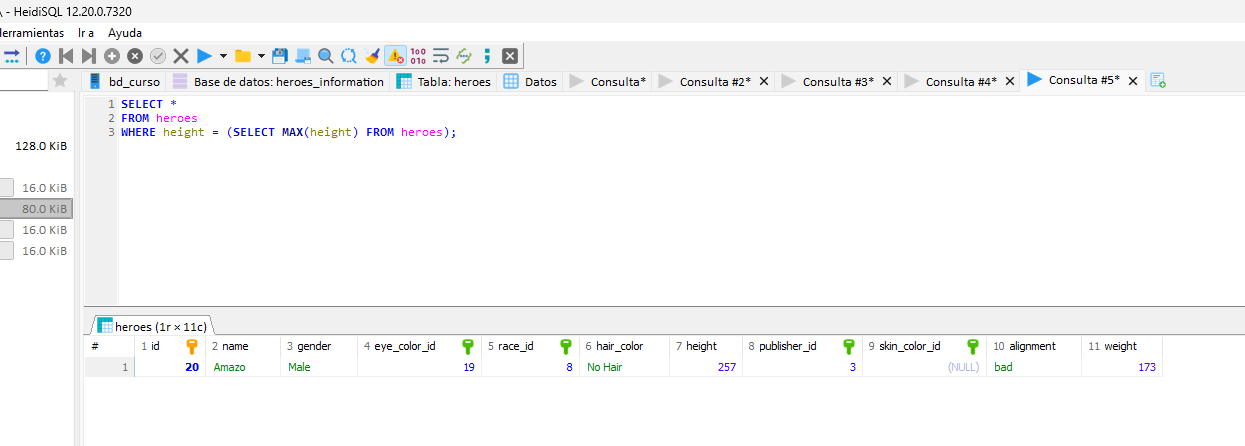 \ - HeidiSQL 12.20.0.7320
Herramientas Ir a Ayuda
bd_curso Base de datos: heroes_information Tabla: heroes Datos Consulta* Consulta #2* Consulta #3* Consulta #4* Consulta #5*
1 SELECT *
2 FROM heroes
3 WHERE height = (SELECT MAX(height) FROM heroes);
128.0 KiB
16.0 KiB
80.0 KiB
16.0 KiB
16.0 KiB
heroes (1r × 11c)
# 1 id 2 name 3 gender 4 eye_color_id 5 race_id 6 hair_color 7 height 8 publisher_id 9 skin_color_id 10 alignment 11 weight
1 20 Amazo Male 19 8 No Hair 257 3 (NULL) bad 173